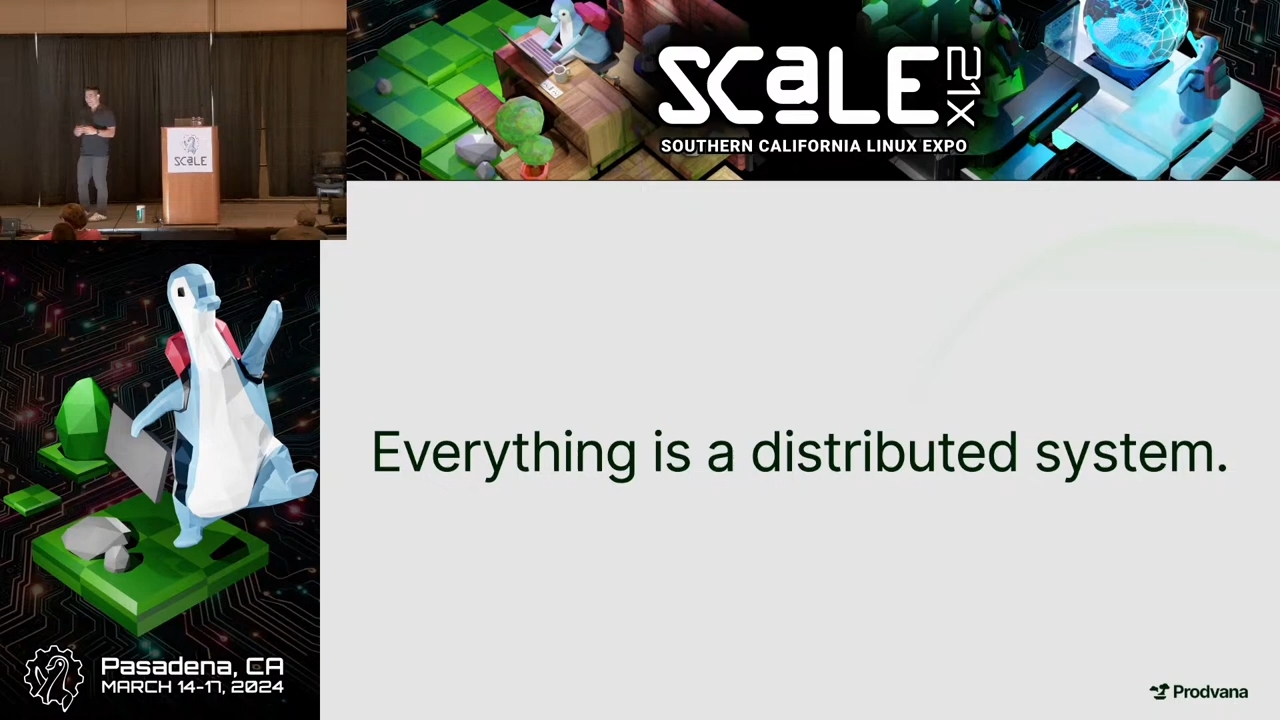 SCaLE
SCaLE 21x
SOUTHERN CALIFORNIA LINUX EXPO
Everything is a distributed system.
Pasadena, CA
MARCH 14-17, 2024
Prodvana